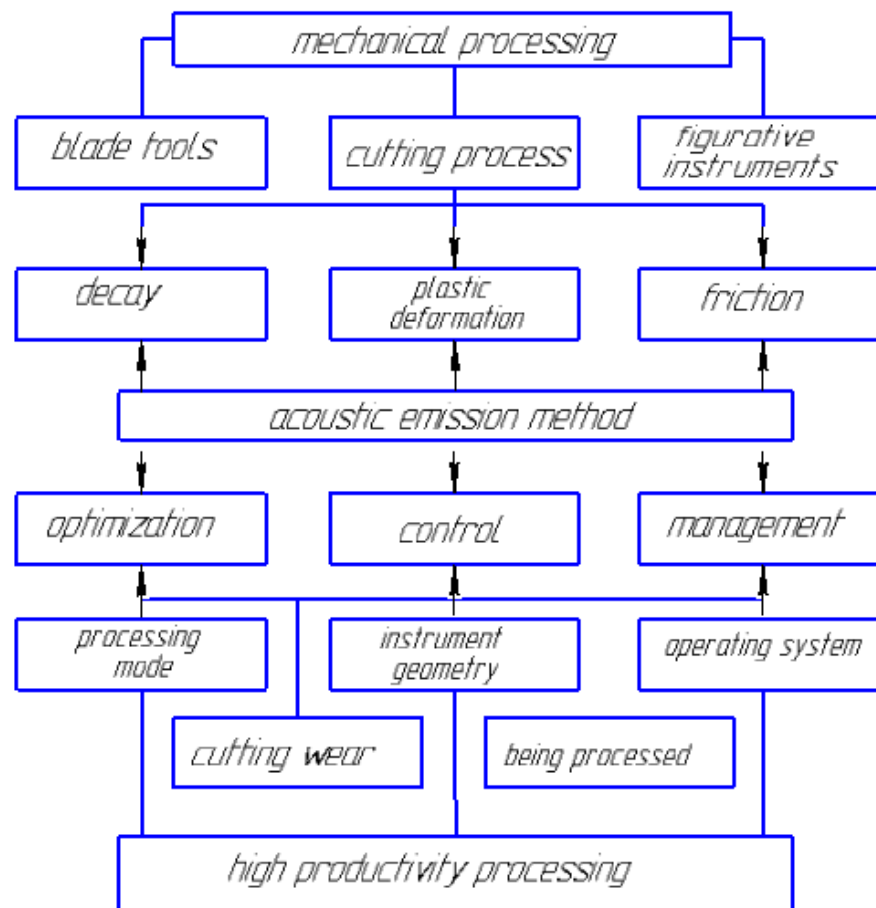 mechanical processing
blade tools
cutting process
figurative
instruments
decay
plastic
deformation
friction
acoustic emission method
optimization
control
management
processing
mode
instrument
geometry
operating system
cutting wear
being processed
high productivity processing